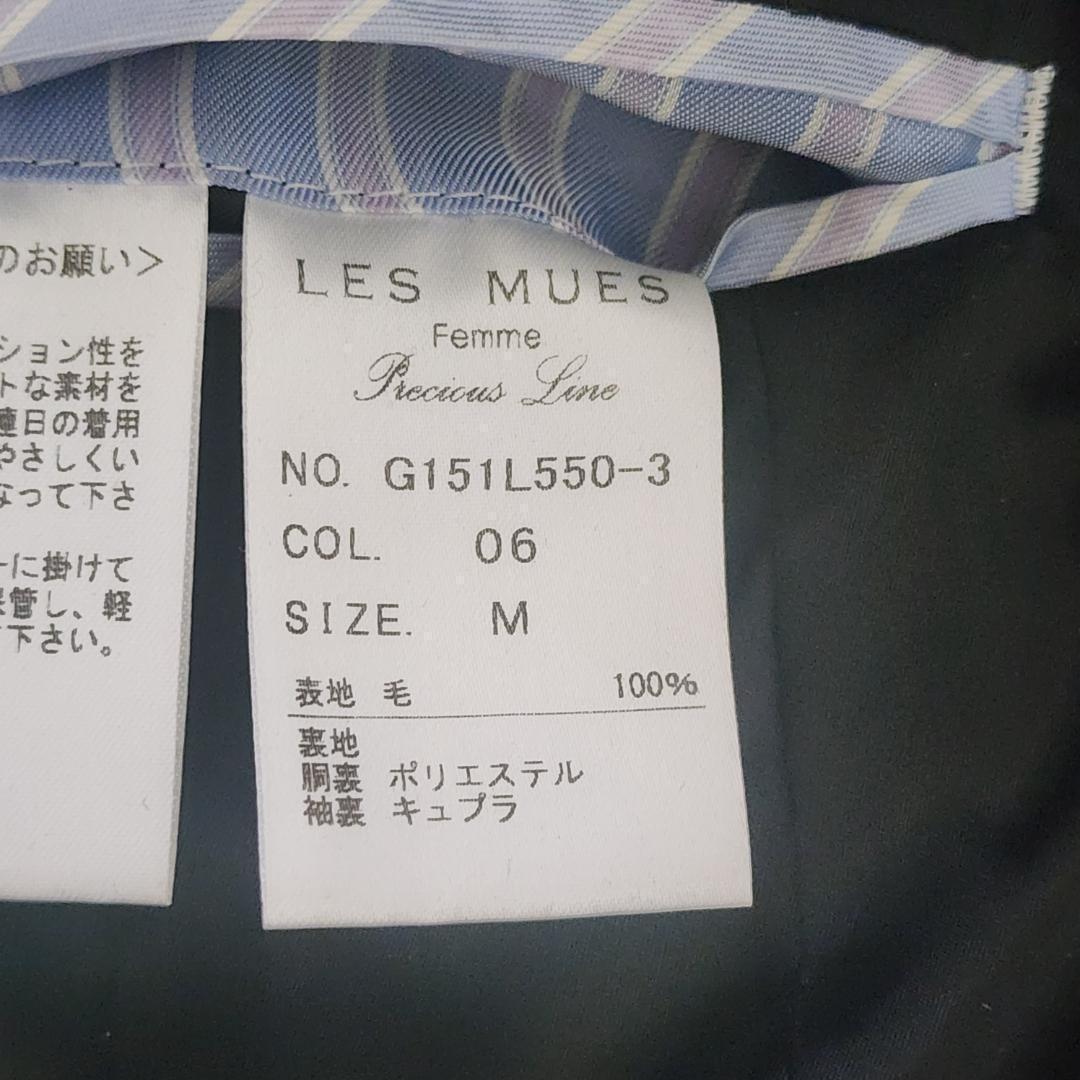 のお願い>
ション性を
トな素材を
連日の着用
やさしくい
なって下さ
ーに掛けて
保管し、軽
て下さい。
LES MUES
Femme
Precious Line
NO. G151L550-3
COL. 06
SIZE. M
表地 毛 100%
裏地
胴裏 ポリエステル
袖裏 キュプラ